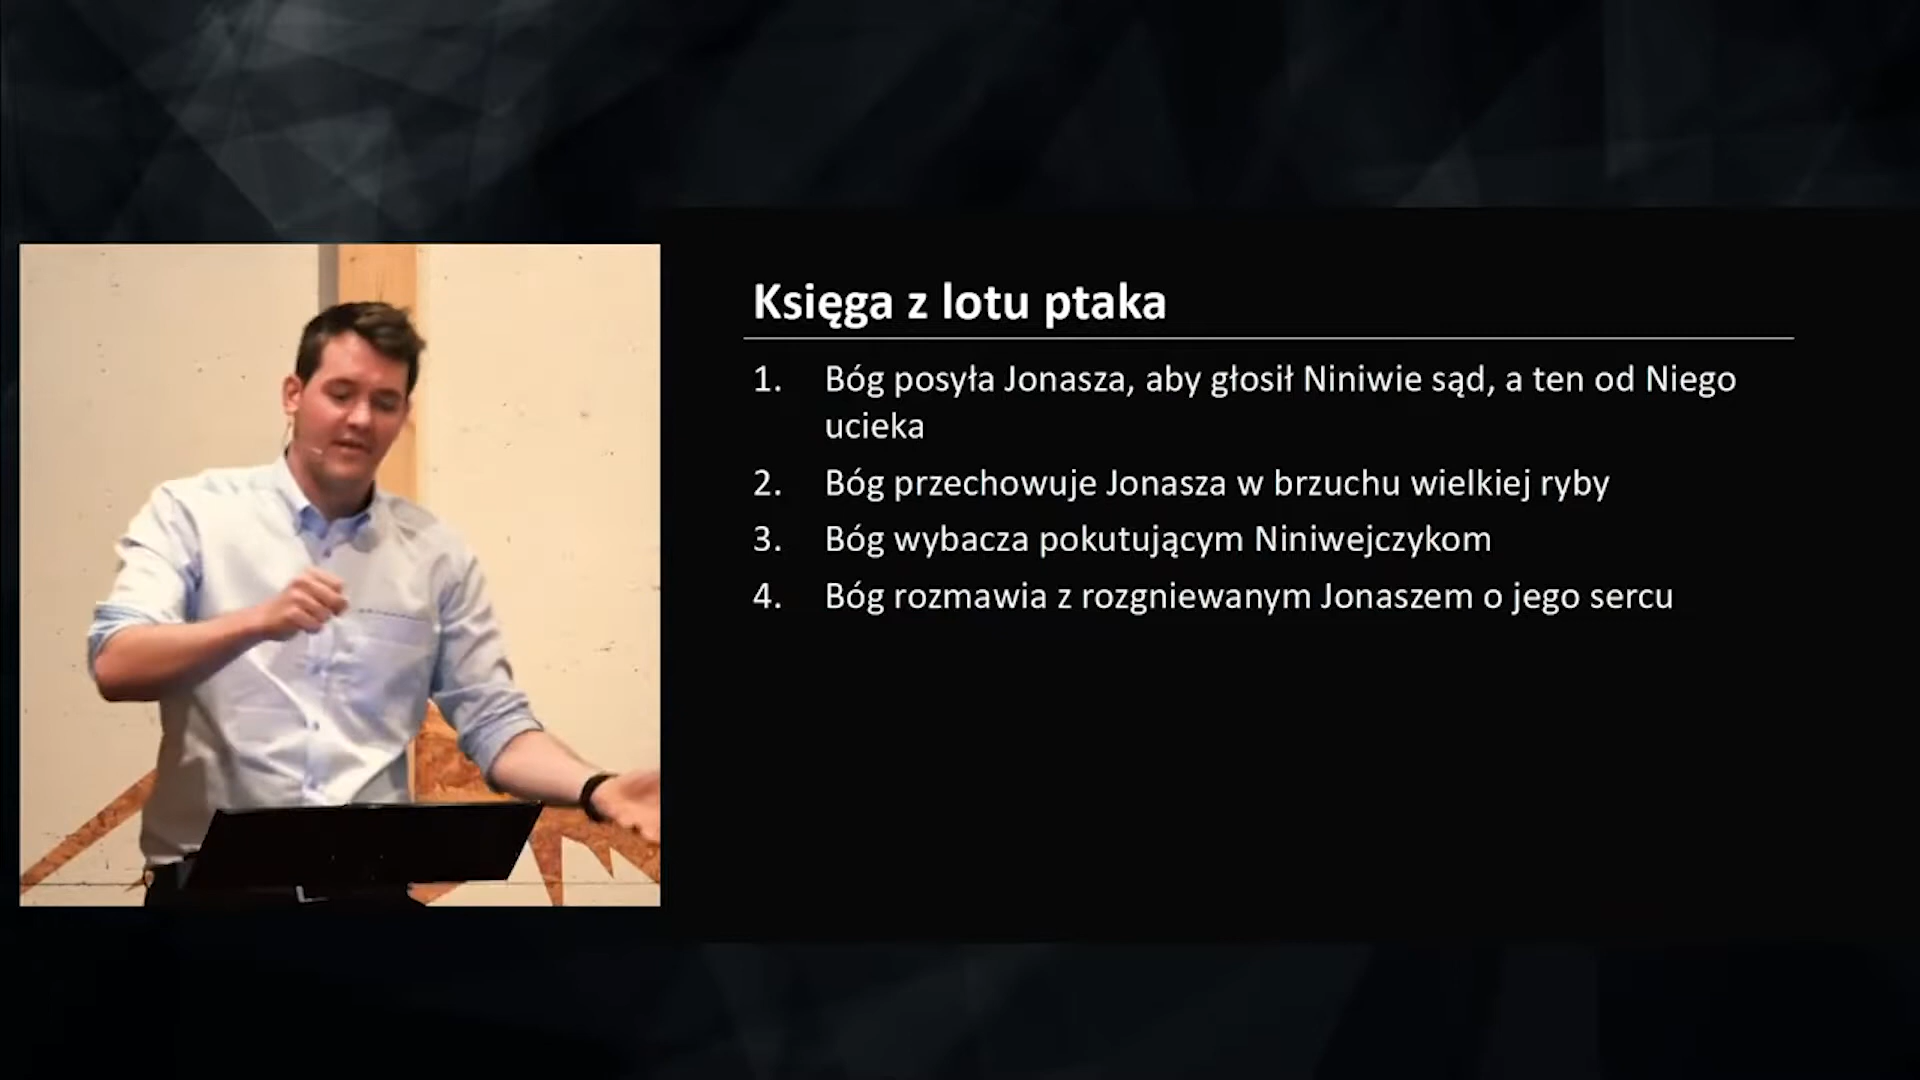 Księga z lotu ptaka
1. Bóg posyła Jonasza, aby głosił Niniwie sąd, a ten od Niego
ucieka
2. Bóg przechowuje Jonasza w brzuchu wielkiej ryby
3. Bóg wybacza pokutującym Niniwejczykom
4. Bóg rozmawia z rozgniewanym Jonaszem o jego sercu